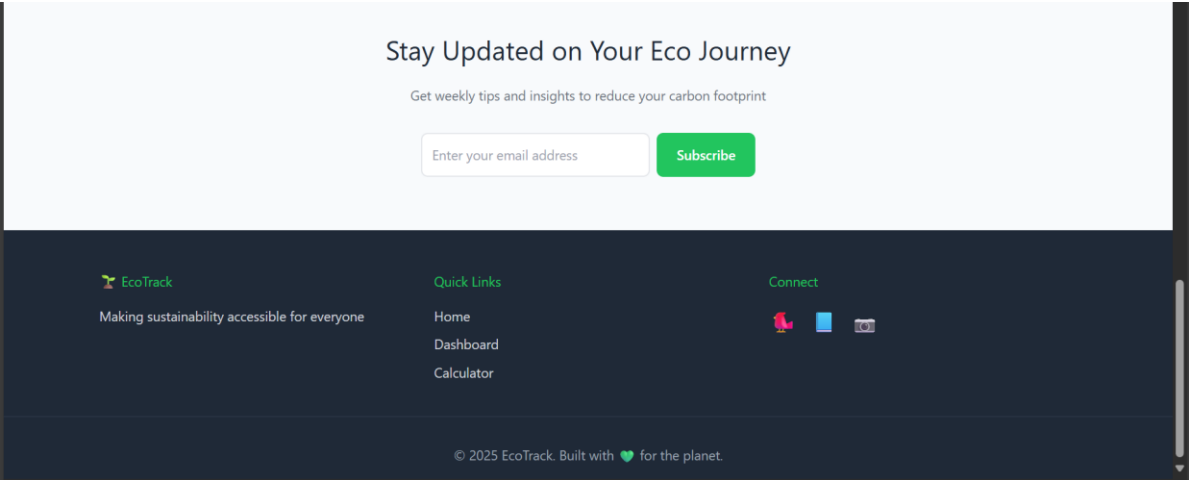 Stay Updated on Your Eco Journey
Get weekly tips and insights to reduce your carbon footprint
Enter your email address
Subscribe
🌱 EcoTrack
Making sustainability accessible for everyone
Quick Links
Home
Dashboard
Calculator
Connect
🐦 📘 📷
© 2025 EcoTrack. Built with 💚 for the planet.